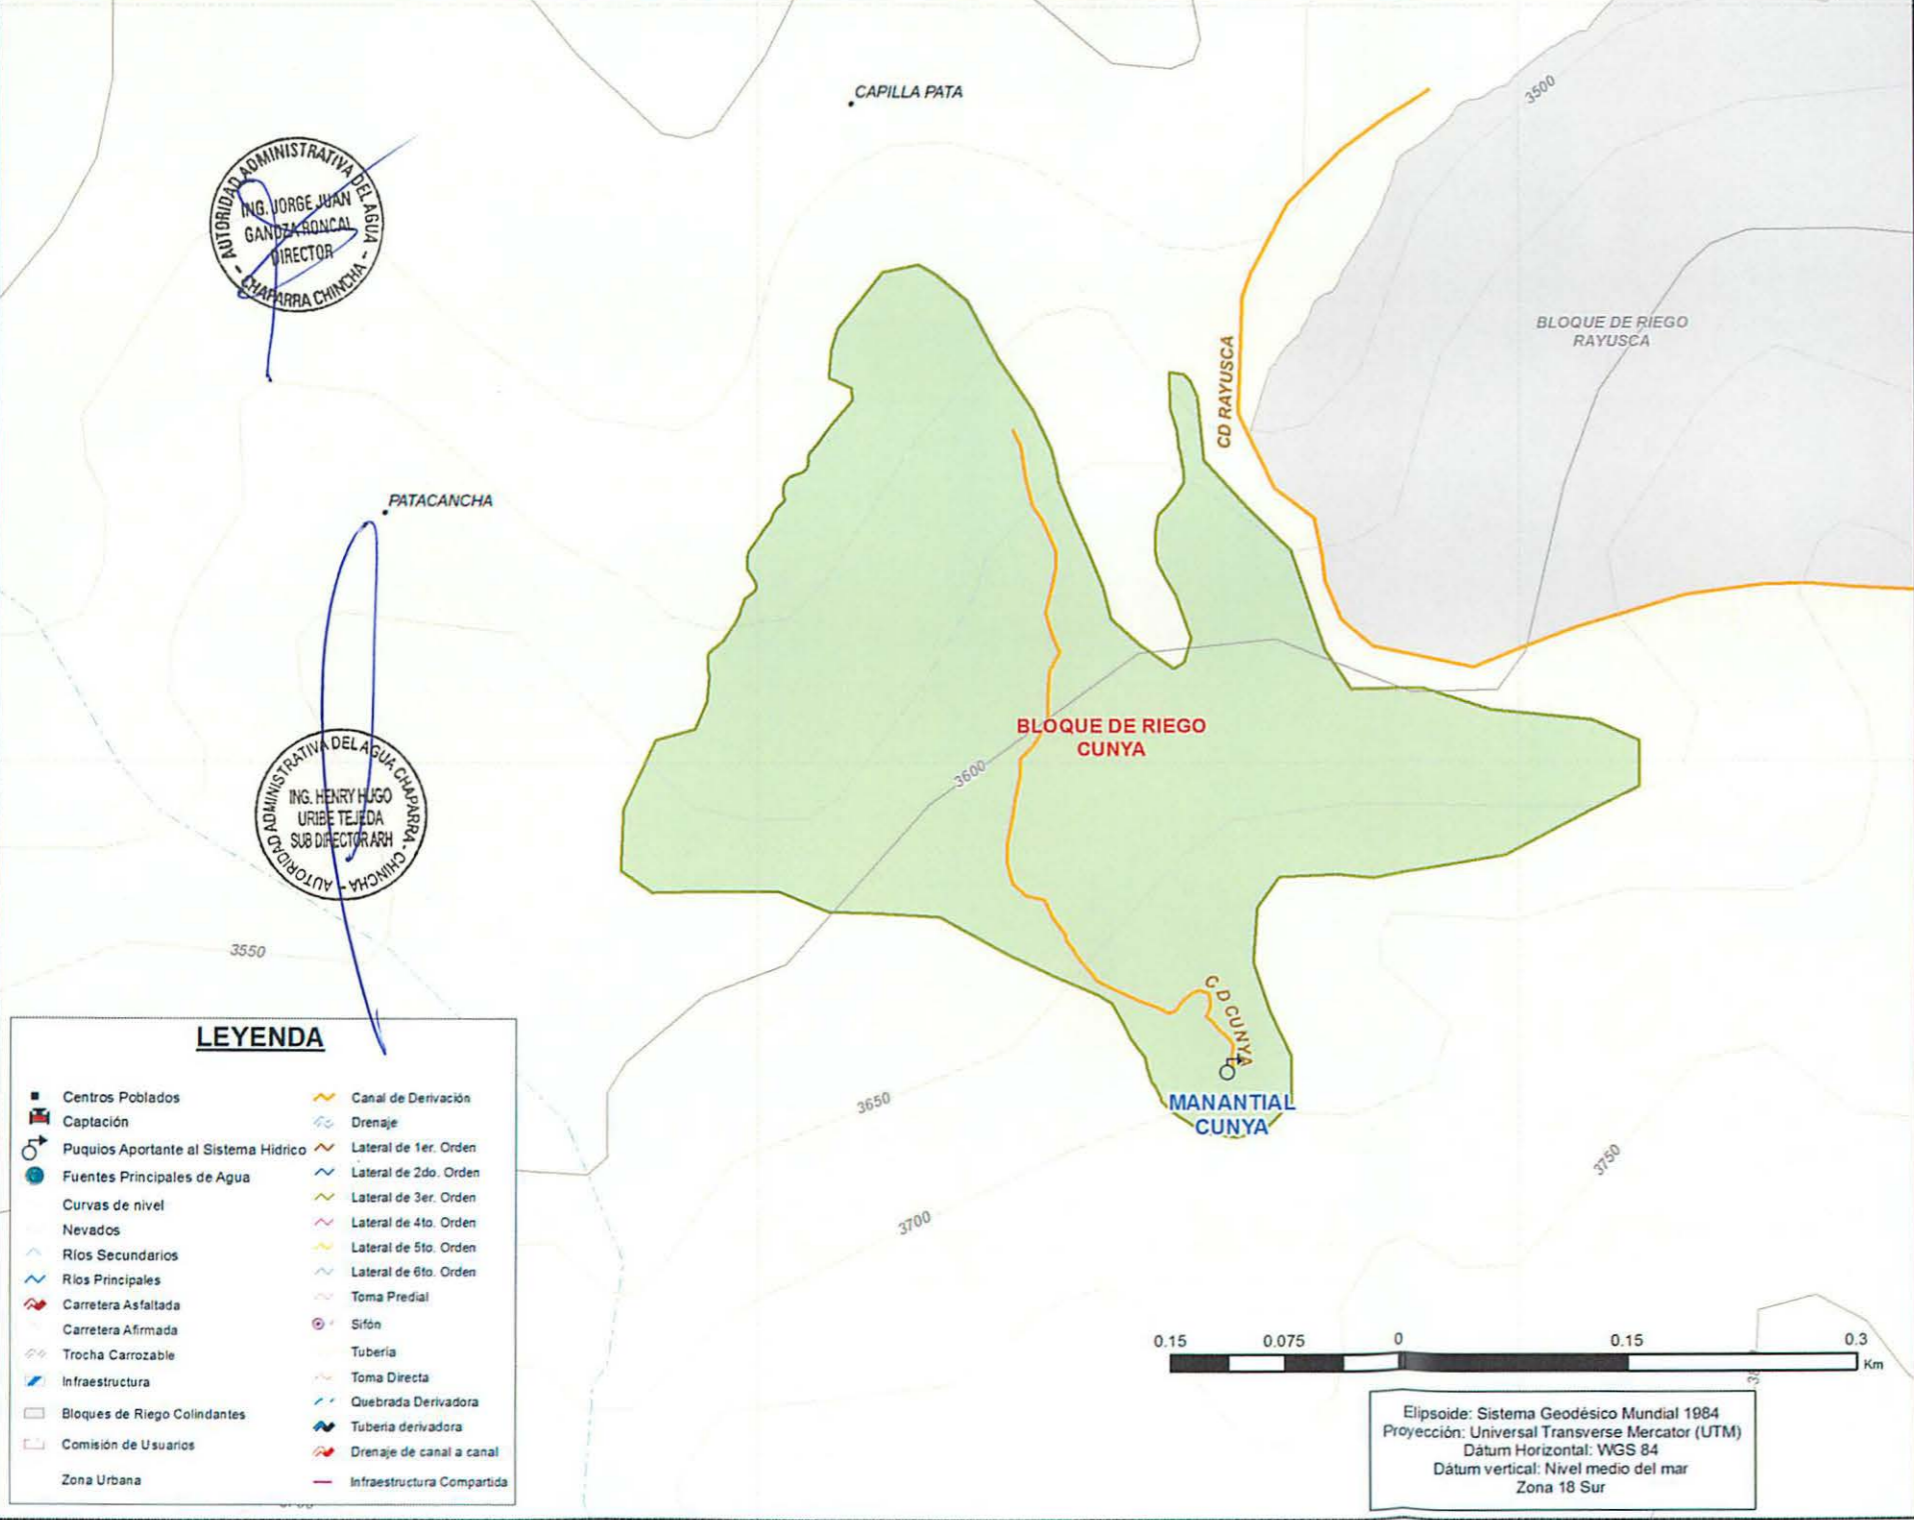 CAPILLA PATA
3500
AUTORIDAD ADMINISTRATIVA DEL AGUA
ING. JORGE JUAN
GANOZA RONCAL
DIRECTOR
- CHAPARRA CHINCHA -
BLOQUE DE RIEGO
RAYUSCA
CD RAYUSCA
PATACANCHA
BLOQUE DE RIEGO
CUNYA
3600
AUTORIDAD ADMINISTRATIVA DEL AGUA CHAPARRA - CHINCHA -
ING. HENRY HUGO
URIBE TEJEDA
SUB DIRECTOR ARH
3550
CD CUNYA
MANANTIAL
CUNYA
3650
3700
3750
LEYENDA
Centros Poblados
Captación
Puquios Aportante al Sistema Hidrico
Fuentes Principales de Agua
Curvas de nivel
Nevados
Ríos Secundarios
Ríos Principales
Carretera Asfaltada
Carretera Afirmada
Trocha Carrozable
Infraestructura
Bloques de Riego Colindantes
Comisión de Usuarios
Zona Urbana
Canal de Derivación
Drenaje
Lateral de 1er. Orden
Lateral de 2do. Orden
Lateral de 3er. Orden
Lateral de 4to. Orden
Lateral de 5to. Orden
Lateral de 6to. Orden
Toma Predial
Sifón
Tubería
Toma Directa
Quebrada Derivadora
Tuberia derivadora
Drenaje de canal a canal
Infraestructura Compartida
0.15 0.075 0 0.15 0.3
Km
Elipsoide: Sistema Geodésico Mundial 1984
Proyección: Universal Transverse Mercator (UTM)
Dátum Horizontal: WGS 84
Dátum vertical: Nivel medio del mar
Zona 18 Sur